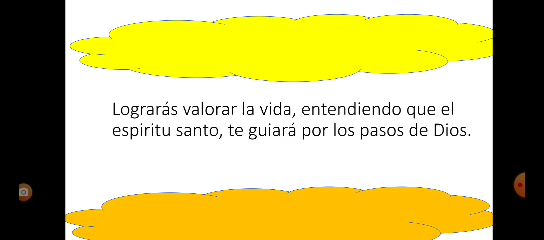 Lograrás valorar la vida, entendiendo que el
espiritu santo, te guiará por los pasos de Dios.